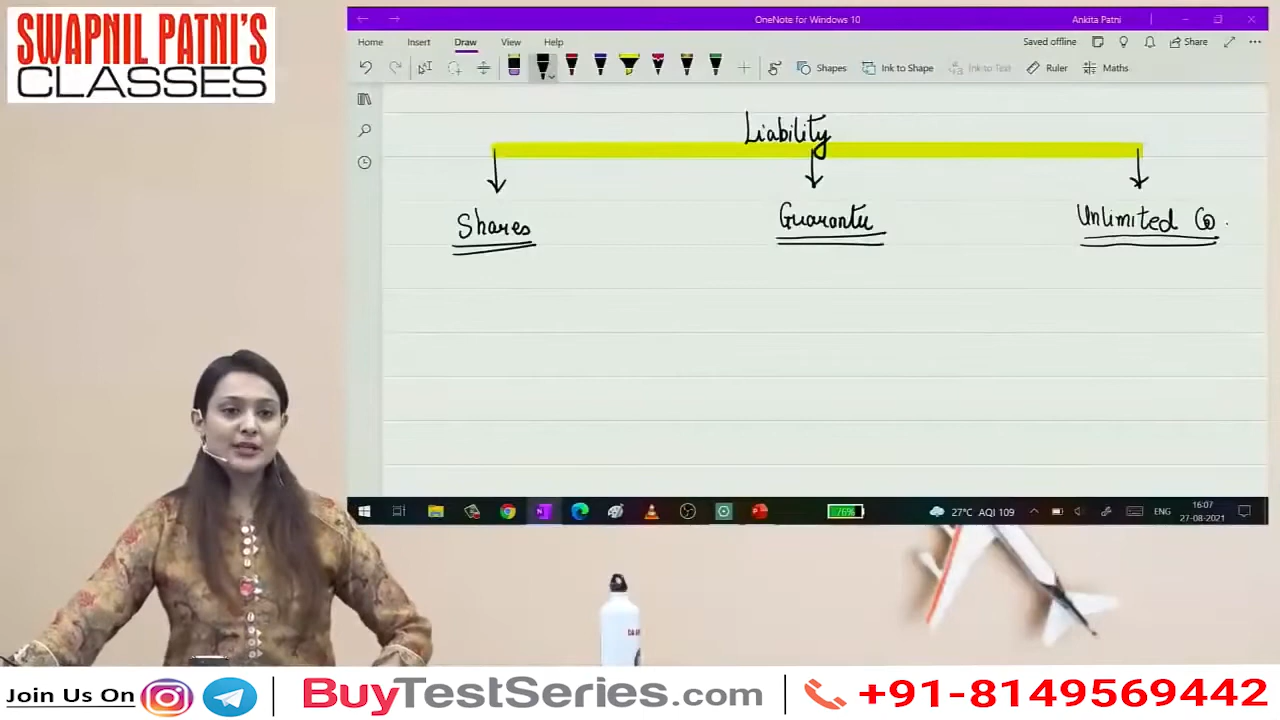 SWAPNIL PATNI'S
CLASSES
OneNote for Windows 10
Ankita Patni
Home Insert Draw View Help
Saved offline
Share
Shapes
Ink to Shape
Ink to Text
Ruler
Maths
Liability
Shares
Guarantee
Unlimited Co.
76%
27°C AQI 109
ENG
16:07
27-08-2021
Join Us On
BuyTestSeries.com
+91-8149569442